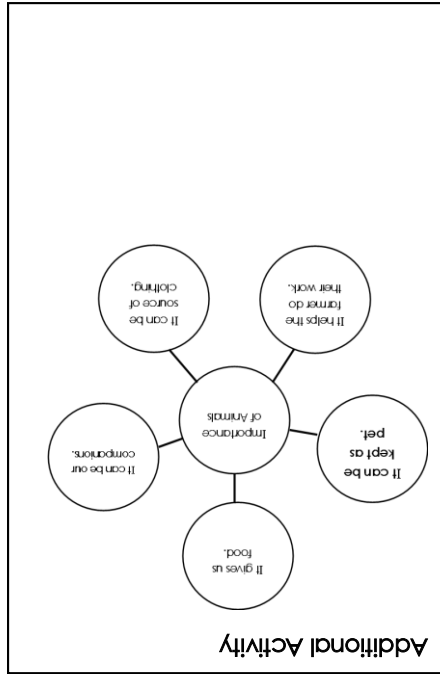 Additional Activity
It gives us
food.
It can be
kept as
pet.
It can be our
companions.
Importance
of Animals
It helps the
farmer do
their work.
It can be
source of
clothing.